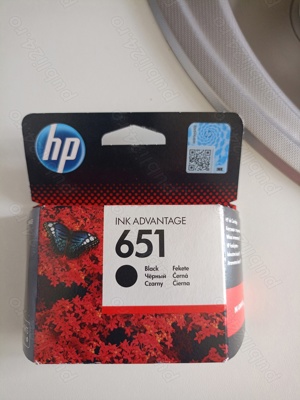 hp
INK ADVANTAGE
651
Black Fekete
Чёрный Černá
Czarny Čierna